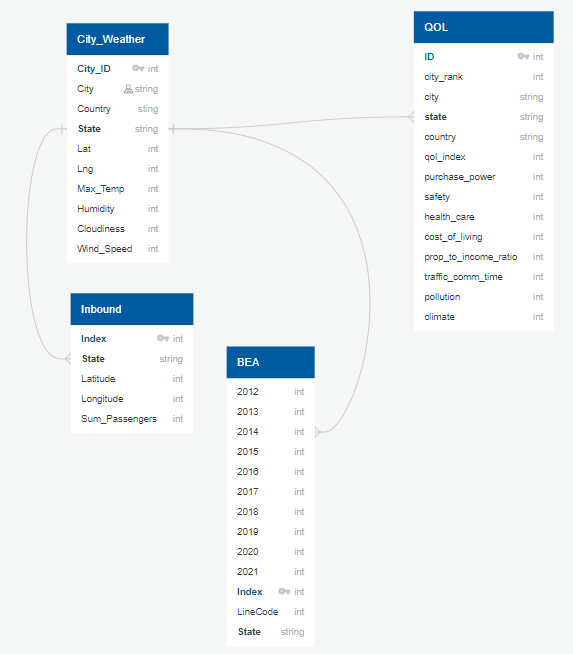 City_Weather
City_ID int
City string
Country sting
State string
Lat int
Lng int
Max_Temp int
Humidity int
Cloudiness int
Wind_Speed int
QOL
ID int
city_rank int
city string
state string
country string
qol_index int
purchase_power int
safety int
health_care int
cost_of_living int
prop_to_income_ratio int
traffic_comm_time int
pollution int
climate int
Inbound
Index int
State string
Latitude int
Longitude int
Sum_Passengers int
BEA
2012 int
2013 int
2014 int
2015 int
2016 int
2017 int
2018 int
2019 int
2020 int
2021 int
Index int
LineCode int
State string